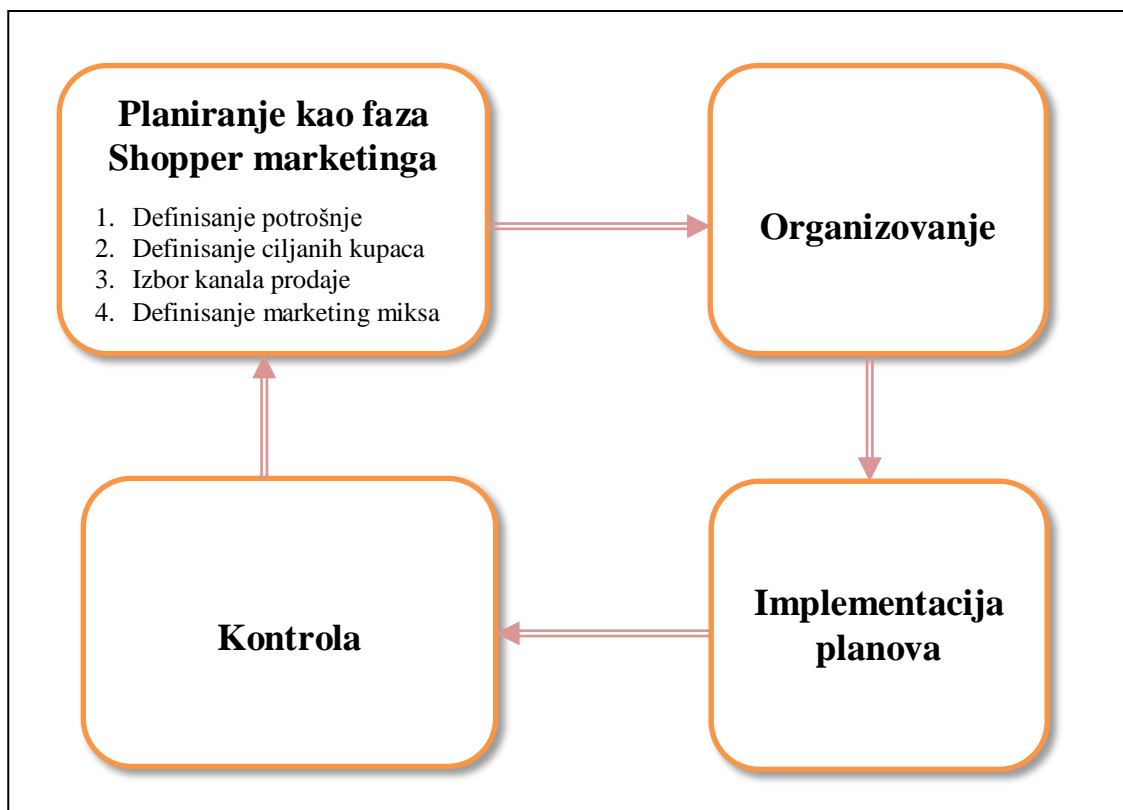 Planiranje kao faza
Shopper marketinga
1. Definisanje potrošnje
2. Definisanje ciljanih kupaca
3. Izbor kanala prodaje
4. Definisanje marketing miksa
Organizovanje
Implementacija
planova
Kontrola